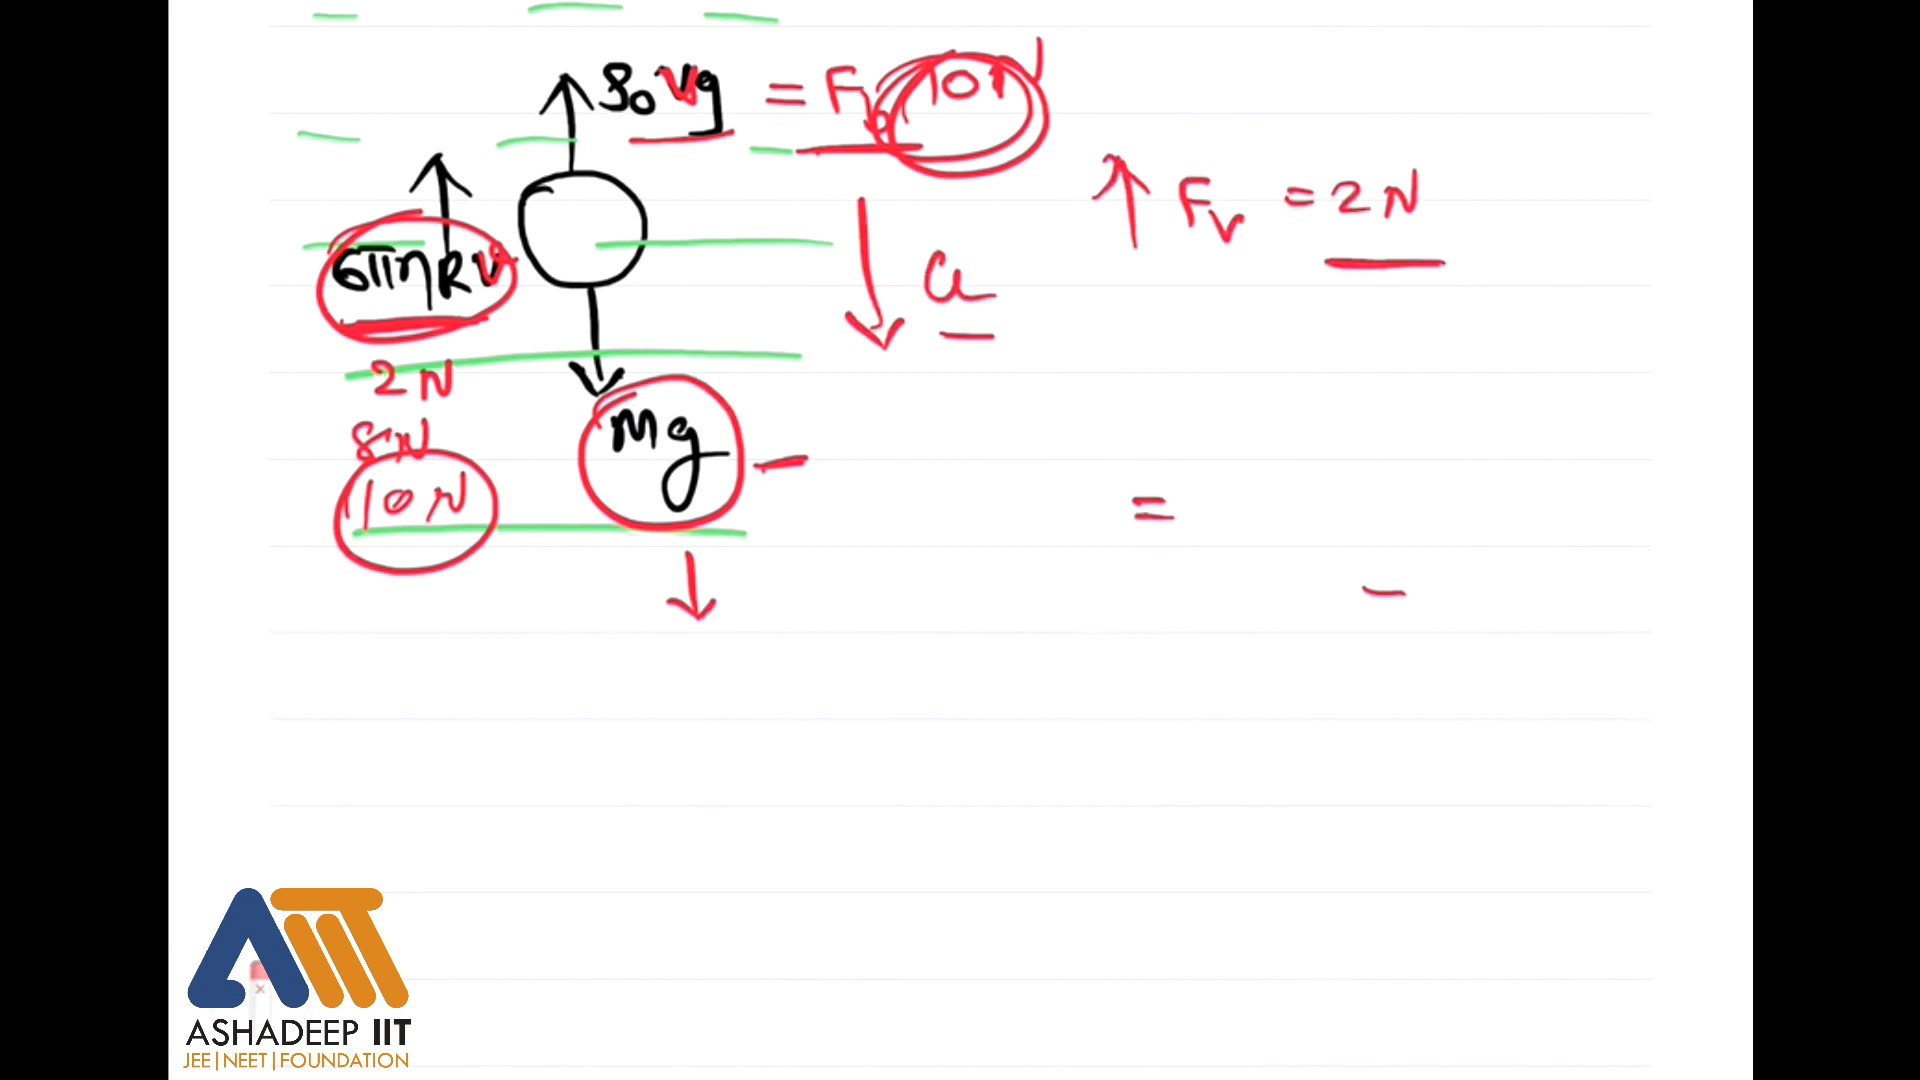 ρ₀Vg = F_b 10N
↑ F_v = 2N
6πηRv
a
2N
Mg –
8N
10N
=
–
ASHADEEP IIT
JEE|NEET|FOUNDATION